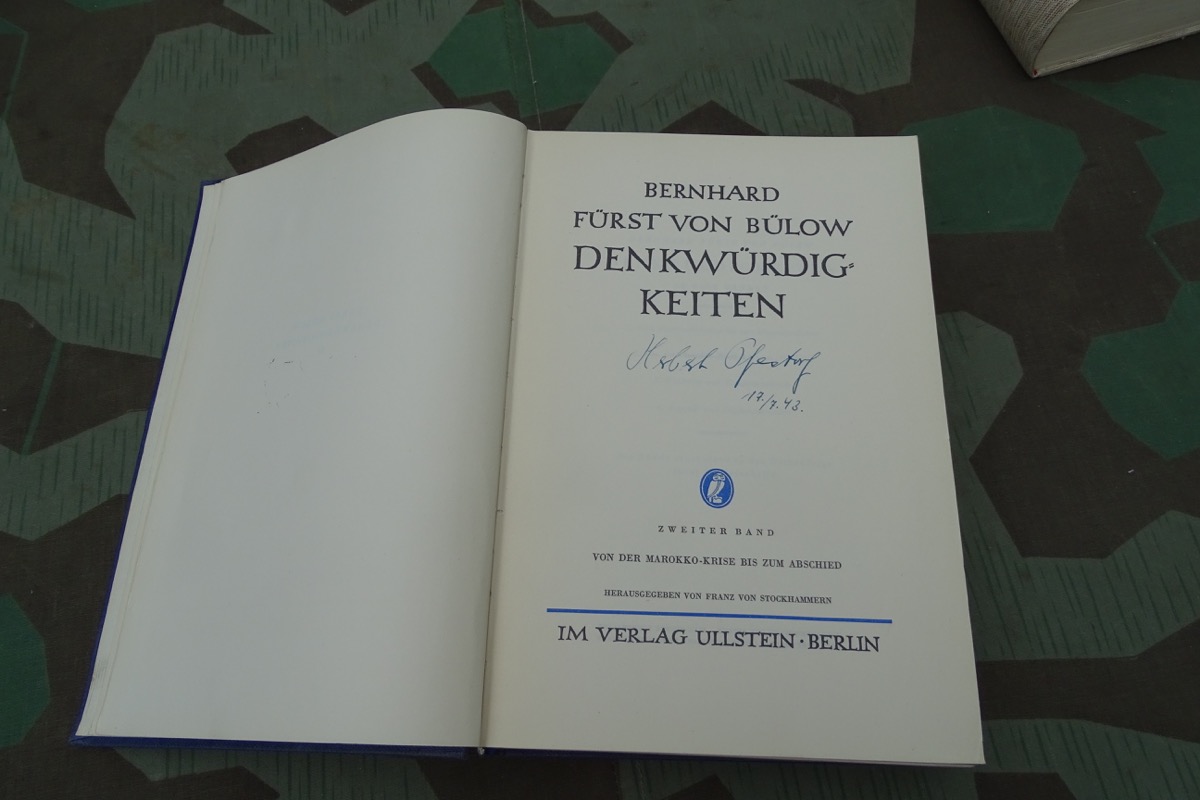 BERNHARD
FÜRST VON BÜLOW
DENKWÜRDIG-
KEITEN
17/7.43.
ZWEITER BAND
VON DER MAROKKO-KRISE BIS ZUM ABSCHIED
HERAUSGEGEBEN VON FRANZ VON STOCKHAMMERN
IM VERLAG ULLSTEIN · BERLIN